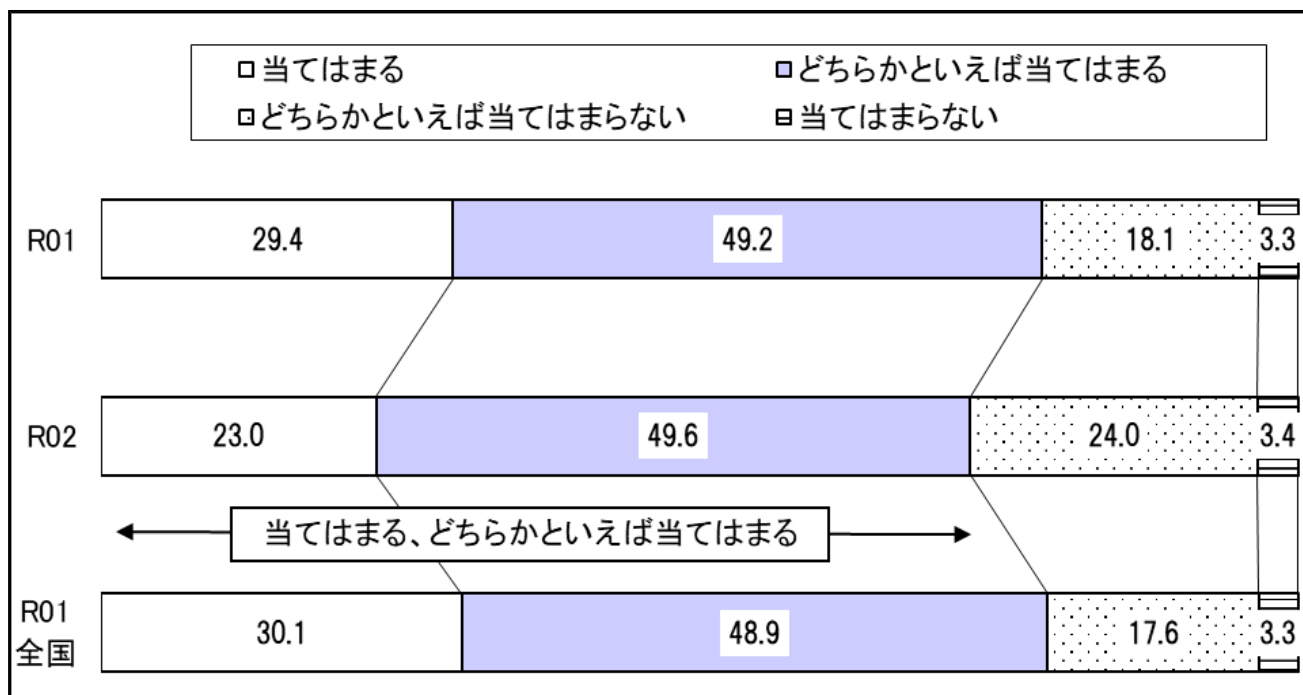 当てはまる どちらかといえば当てはまる
どちらかといえば当てはまらない 当てはまらない
R01 29.4 49.2 18.1 3.3
R02 23.0 49.6 24.0 3.4
当てはまる、どちらかといえば当てはまる
R01
全国 30.1 48.9 17.6 3.3